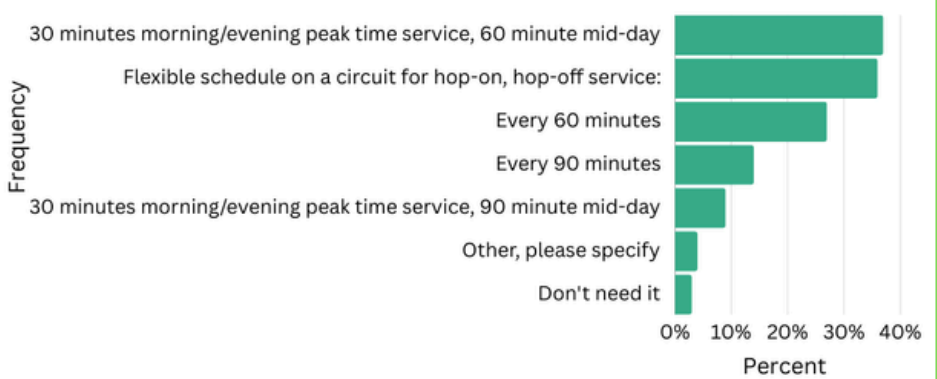 Frequency
30 minutes morning/evening peak time service, 60 minute mid-day
Flexible schedule on a circuit for hop-on, hop-off service:
Every 60 minutes
Every 90 minutes
30 minutes morning/evening peak time service, 90 minute mid-day
Other, please specify
Don't need it
0% 10% 20% 30% 40%
Percent